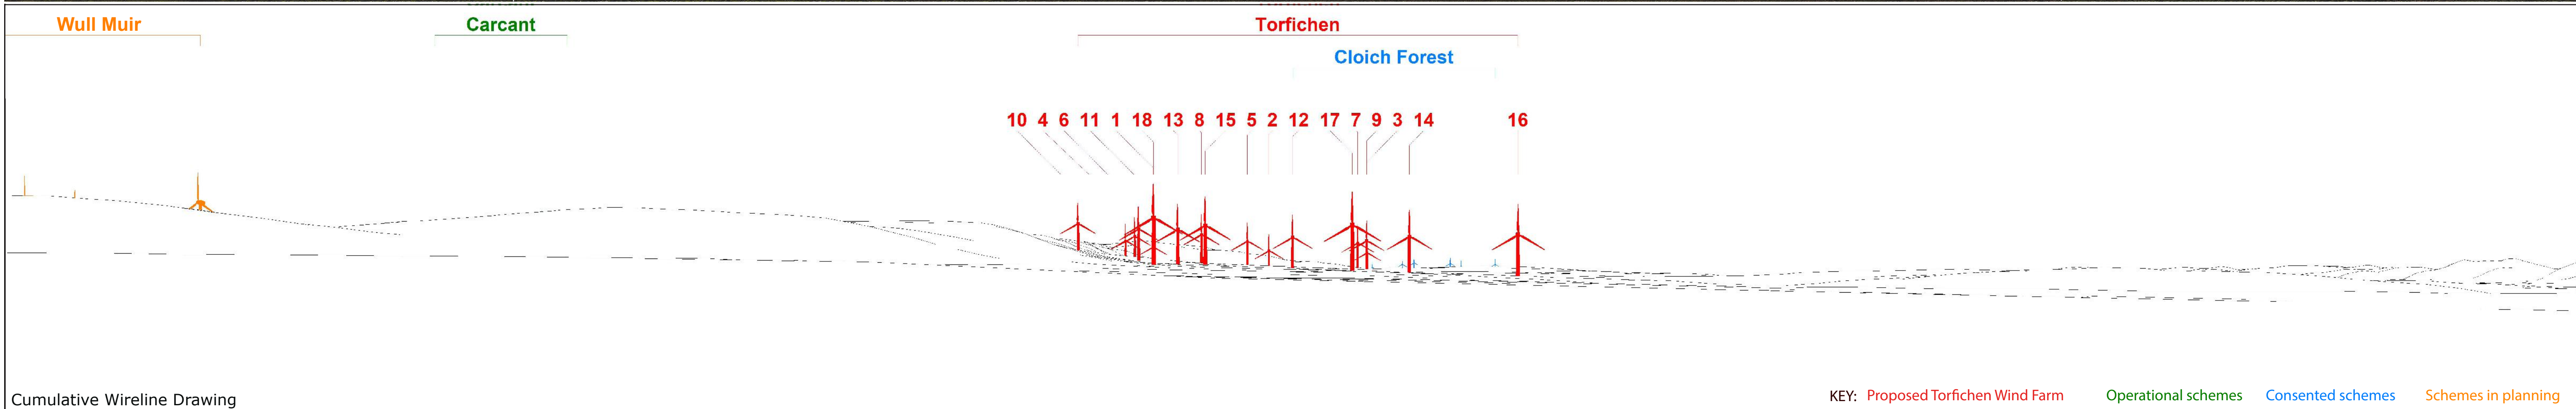 Wull Muir Carcant Torfichen
Cloich Forest
10 4 6 11 1 18 13 8 15 5 2 12 17 7 9 3 14 16
Cumulative Wireline Drawing
KEY: Proposed Torfichen Wind Farm Operational schemes Consented schemes Schemes in planning